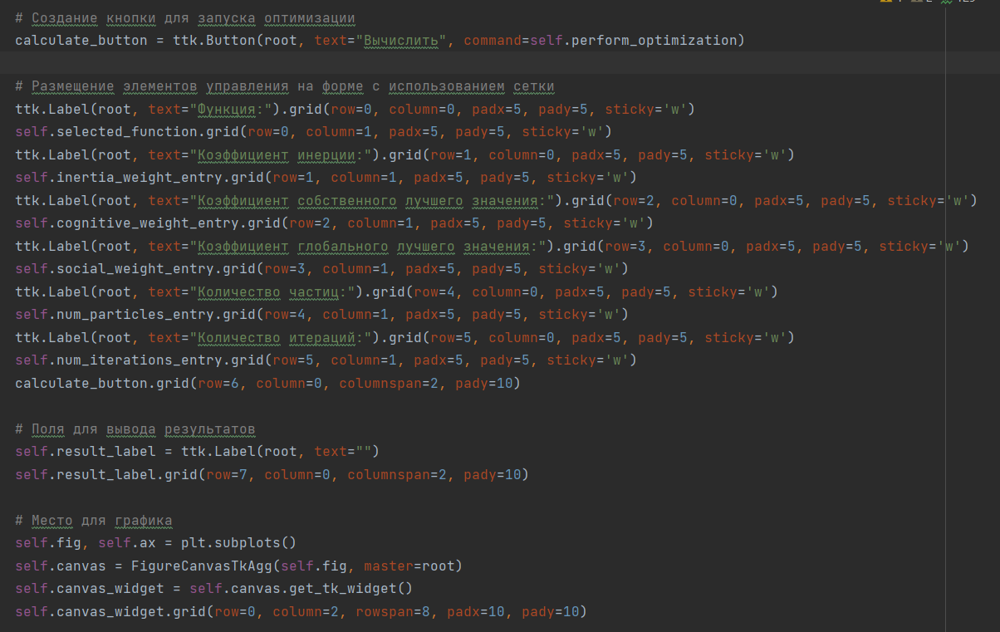 # Создание кнопки для запуска оптимизации
calculate_button = ttk.Button(root, text="Вычислить", command=self.perform_optimization)
# Размещение элементов управления на форме с использованием сетки
ttk.Label(root, text="Функция:").grid(row=0, column=0, padx=5, pady=5, sticky='w')
self.selected_function.grid(row=0, column=1, padx=5, pady=5, sticky='w')
ttk.Label(root, text="Коэффициент инерции:").grid(row=1, column=0, padx=5, pady=5, sticky='w')
self.inertia_weight_entry.grid(row=1, column=1, padx=5, pady=5, sticky='w')
ttk.Label(root, text="Коэффициент собственного лучшего значения:").grid(row=2, column=0, padx=5, pady=5, sticky='w')
self.cognitive_weight_entry.grid(row=2, column=1, padx=5, pady=5, sticky='w')
ttk.Label(root, text="Коэффициент глобального лучшего значения:").grid(row=3, column=0, padx=5, pady=5, sticky='w')
self.social_weight_entry.grid(row=3, column=1, padx=5, pady=5, sticky='w')
ttk.Label(root, text="Количество частиц:").grid(row=4, column=0, padx=5, pady=5, sticky='w')
self.num_particles_entry.grid(row=4, column=1, padx=5, pady=5, sticky='w')
ttk.Label(root, text="Количество итераций:").grid(row=5, column=0, padx=5, pady=5, sticky='w')
self.num_iterations_entry.grid(row=5, column=1, padx=5, pady=5, sticky='w')
calculate_button.grid(row=6, column=0, columnspan=2, pady=10)
# Поля для вывода результатов
self.result_label = ttk.Label(root, text="")
self.result_label.grid(row=7, column=0, columnspan=2, pady=10)
# Место для графика
self.fig, self.ax = plt.subplots()
self.canvas = FigureCanvasTkAgg(self.fig, master=root)
self.canvas_widget = self.canvas.get_tk_widget()
self.canvas_widget.grid(row=0, column=2, rowspan=8, padx=10, pady=10)